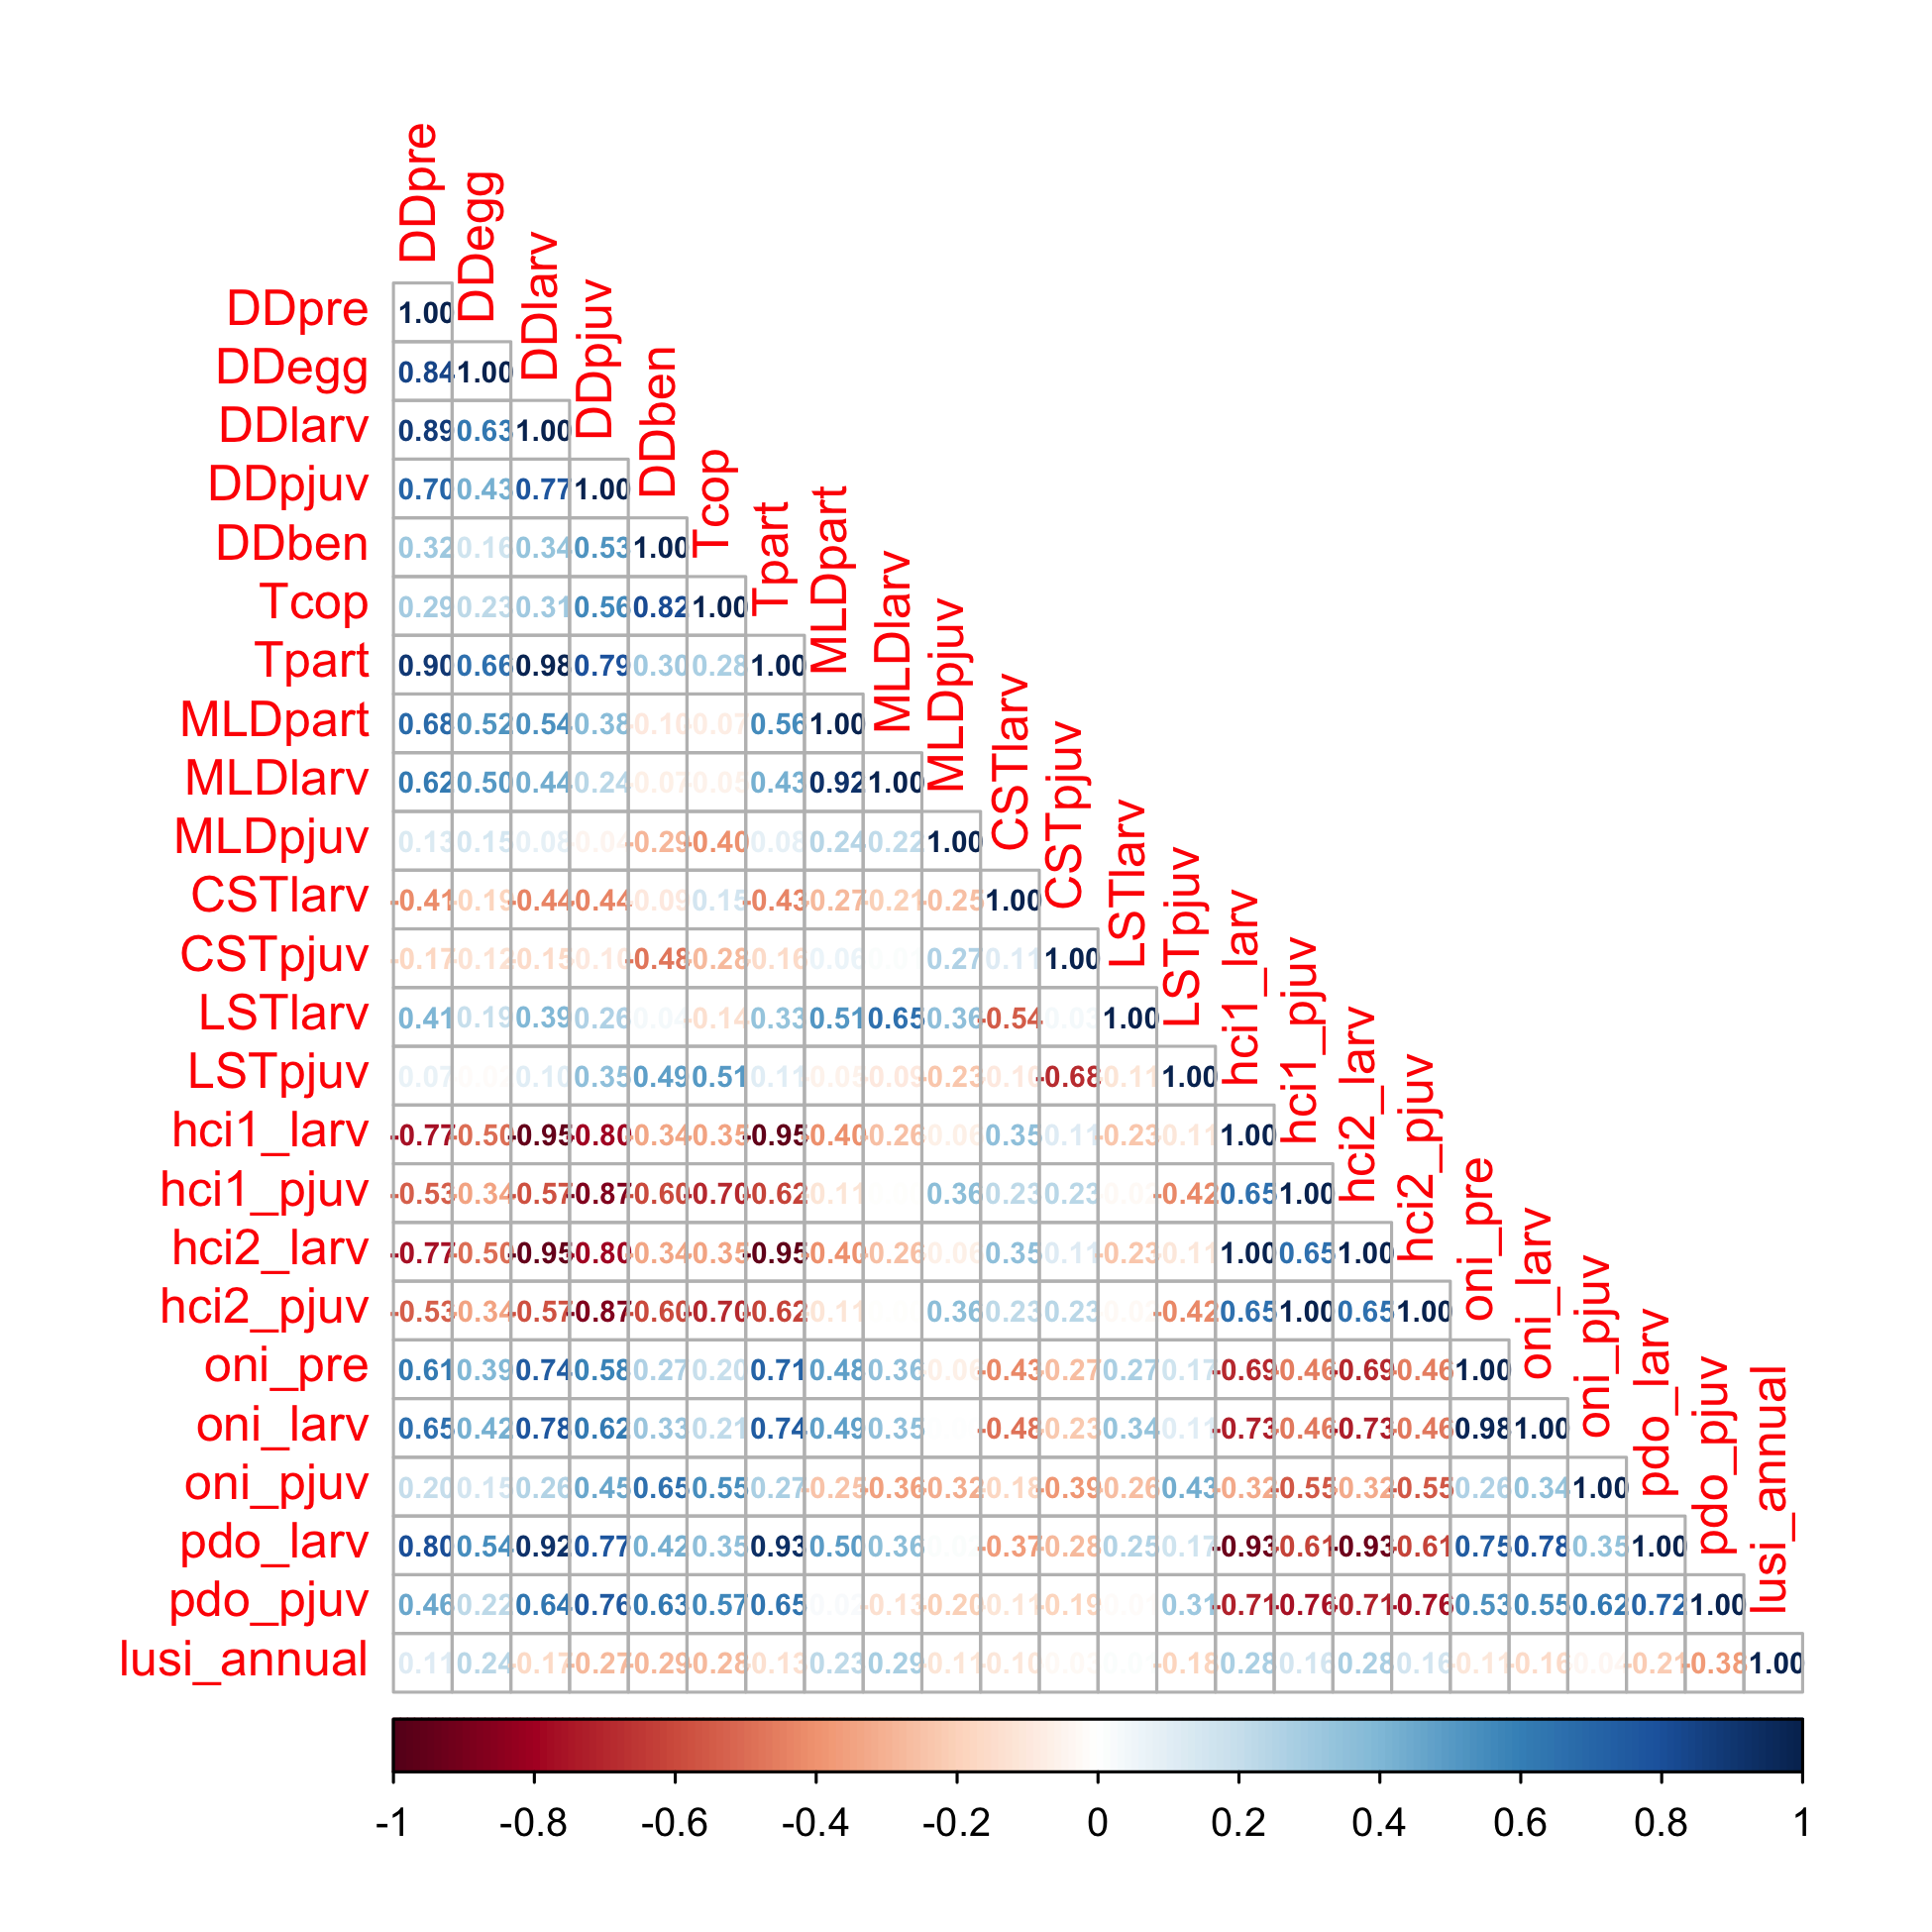 DDpre
DDegg
DDlarv
DDpjuv
DDben
Tcop
Tpart
MLDpart
MLDlarv
MLDpjuv
CSTlarv
CSTpjuv
LSTlarv
LSTpjuv
hci1_larv
hci1_pjuv
hci2_larv
hci2_pjuv
oni_pre
oni_larv
oni_pjuv
pdo_larv
pdo_pjuv
lusi_annual
DDpre 1.00
DDegg 0.84 1.00
DDlarv 0.89 0.63 1.00
DDpjuv 0.70 0.43 0.77 1.00
DDben 0.32 0.16 0.34 0.53 1.00
Tcop 0.29 0.23 0.31 0.56 0.82 1.00
Tpart 0.90 0.66 0.98 0.79 0.30 0.28 1.00
MLDpart 0.68 0.52 0.54 0.38 -0.10 -0.07 0.56 1.00
MLDlarv 0.62 0.50 0.44 0.24 -0.07 -0.05 0.43 0.92 1.00
MLDpjuv 0.13 0.15 0.08 -0.04 -0.29 -0.40 0.08 0.24 0.22 1.00
CSTlarv -0.41 -0.19 -0.44 -0.44 -0.09 0.15 -0.43 -0.27 -0.21 -0.25 1.00
CSTpjuv -0.17 -0.12 -0.15 -0.10 -0.48 -0.28 -0.16 0.06 0.27 0.11 1.00
LSTlarv 0.41 0.19 0.39 0.26 -0.14 0.33 0.51 0.65 0.36 -0.54 1.00
LSTpjuv 0.07 0.10 0.35 0.49 0.51 0.11 -0.05 -0.09 -0.23 -0.10 -0.68 -0.11 1.00
hci1_larv -0.77 -0.50 -0.95 -0.80 -0.34 -0.35 -0.95 -0.40 -0.26 -0.06 0.35 0.11 -0.23 -0.11 1.00
hci1_pjuv -0.53 -0.34 -0.57 -0.87 -0.60 -0.70 -0.62 -0.11 0.36 0.23 0.23 -0.42 0.65 1.00
hci2_larv -0.77 -0.50 -0.95 -0.80 -0.34 -0.35 -0.95 -0.40 -0.26 -0.06 0.35 0.11 -0.23 -0.11 1.00 0.65 1.00
hci2_pjuv -0.53 -0.34 -0.57 -0.87 -0.60 -0.70 -0.62 -0.11 0.36 0.23 0.23 -0.42 0.65 1.00 0.65 1.00
oni_pre 0.61 0.39 0.74 0.58 0.27 0.20 0.71 0.48 0.36 -0.06 -0.43 -0.27 0.27 0.17 -0.69 -0.46 -0.69 -0.46 1.00
oni_larv 0.65 0.42 0.78 0.62 0.33 0.21 0.74 0.49 0.35 -0.48 -0.23 0.34 0.11 -0.73 -0.46 -0.73 -0.46 0.98 1.00
oni_pjuv 0.20 0.15 0.26 0.45 0.65 0.55 0.27 -0.25 -0.36 -0.32 -0.18 -0.39 -0.26 0.43 -0.32 -0.55 -0.32 -0.55 0.26 0.34 1.00
pdo_larv 0.80 0.54 0.92 0.77 0.42 0.35 0.93 0.50 0.36 -0.37 -0.28 0.25 0.17 -0.93 -0.61 -0.93 -0.61 0.75 0.78 0.35 1.00
pdo_pjuv 0.46 0.22 0.64 0.76 0.63 0.57 0.65 -0.13 -0.20 -0.11 -0.19 0.31 -0.71 -0.76 -0.71 -0.76 0.53 0.55 0.62 0.72 1.00
lusi_annual 0.11 0.24 -0.17 -0.27 -0.29 -0.28 -0.13 0.23 0.29 -0.11 -0.10 -0.18 0.28 0.16 0.28 0.16 -0.11 -0.16 -0.04 -0.21 -0.38 1.00
-1 -0.8 -0.6 -0.4 -0.2 0 0.2 0.4 0.6 0.8 1